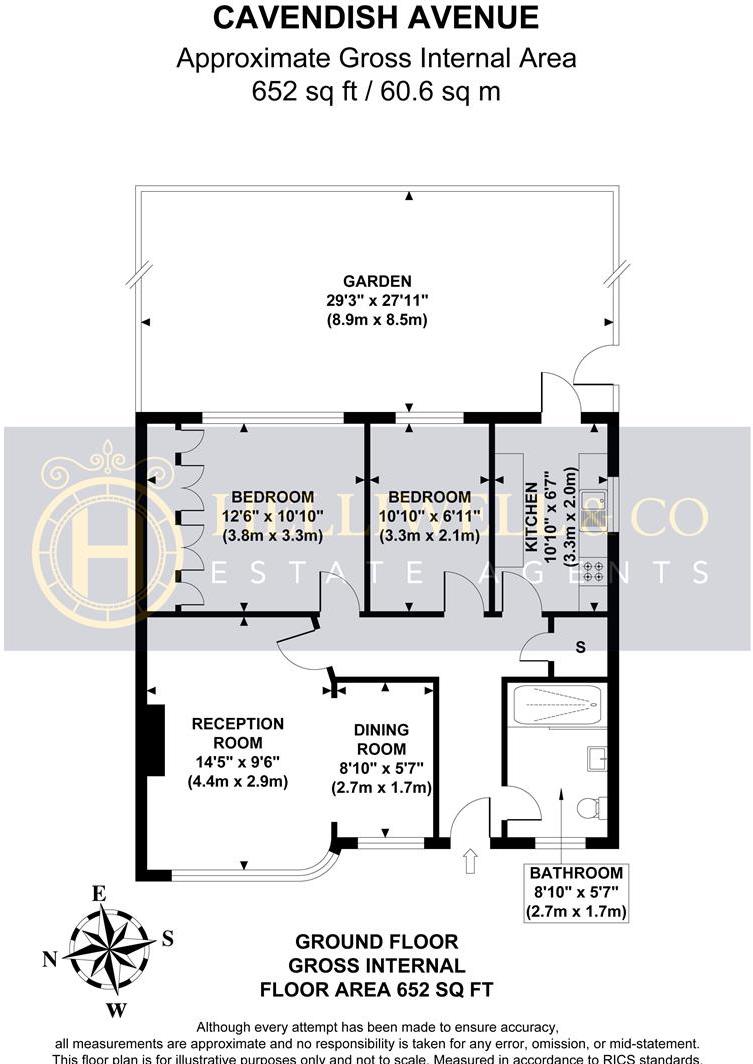 CAVENDISH AVENUE
Approximate Gross Internal Area
652 sq ft / 60.6 sq m
GARDEN
29'3" x 27'11"
(8.9m x 8.5m)
BEDROOM
12'6" x 10'10"
(3.8m x 3.3m)
BEDROOM
10'10" x 6'11"
(3.3m x 2.1m)
KITCHEN
10'10" x 6'7"
(3.3m x 2.0m)
H
HILLIWELL & CO
ESTATE AGENTS
S
RECEPTION
ROOM
14'5" x 9'6"
(4.4m x 2.9m)
DINING
ROOM
8'10" x 5'7"
(2.7m x 1.7m)
BATHROOM
8'10" x 5'7"
(2.7m x 1.7m)
E
S
N
W
GROUND FLOOR
GROSS INTERNAL
FLOOR AREA 652 SQ FT
Although every attempt has been made to ensure accuracy,
all measurements are approximate and no responsibility is taken for any error, omission, or mid-statement.
This floor plan is for illustrative purposes only and not to scale. Measured in accordance to RICS standards.